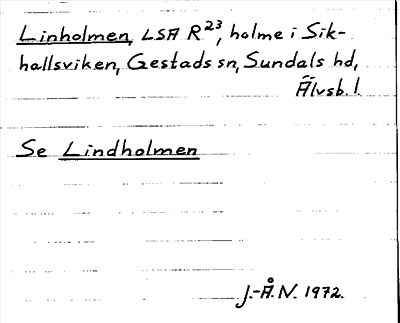 Linholmen, LSA R²³, holme i Sik-
hallsviken, Gestads sn, Sundals hd,
Älvsb. l
Se Lindholmen
J.-Å. N. 1972.